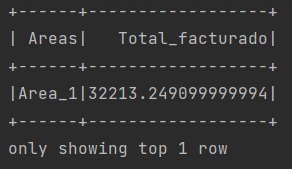 +------+------------------+
| Areas|   Total_facturado|
+------+------------------+
|Area_1|32213.249099999994|
+------+------------------+
only showing top 1 row